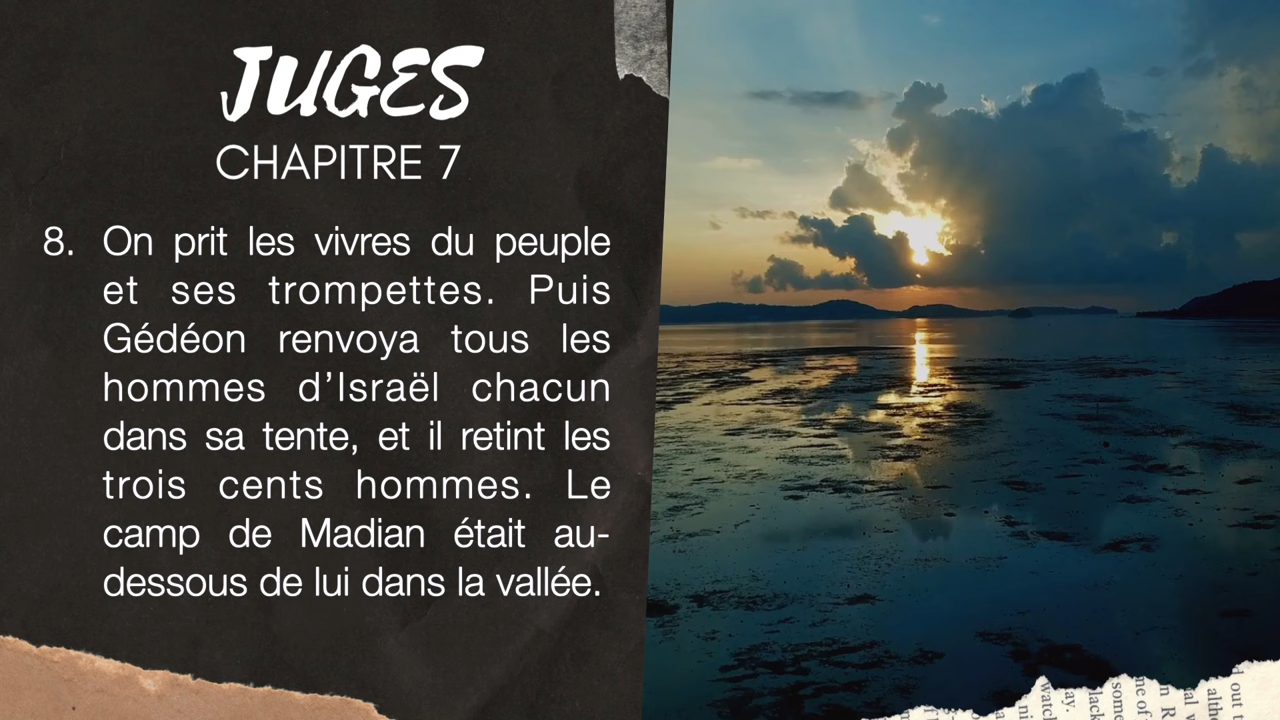 JUGES
CHAPITRE 7
8. On prit les vivres du peuple
et ses trompettes. Puis
Gédéon renvoya tous les
hommes d’Israël chacun
dans sa tente, et il retint les
trois cents hommes. Le
camp de Madian était au-
dessous de lui dans la vallée.